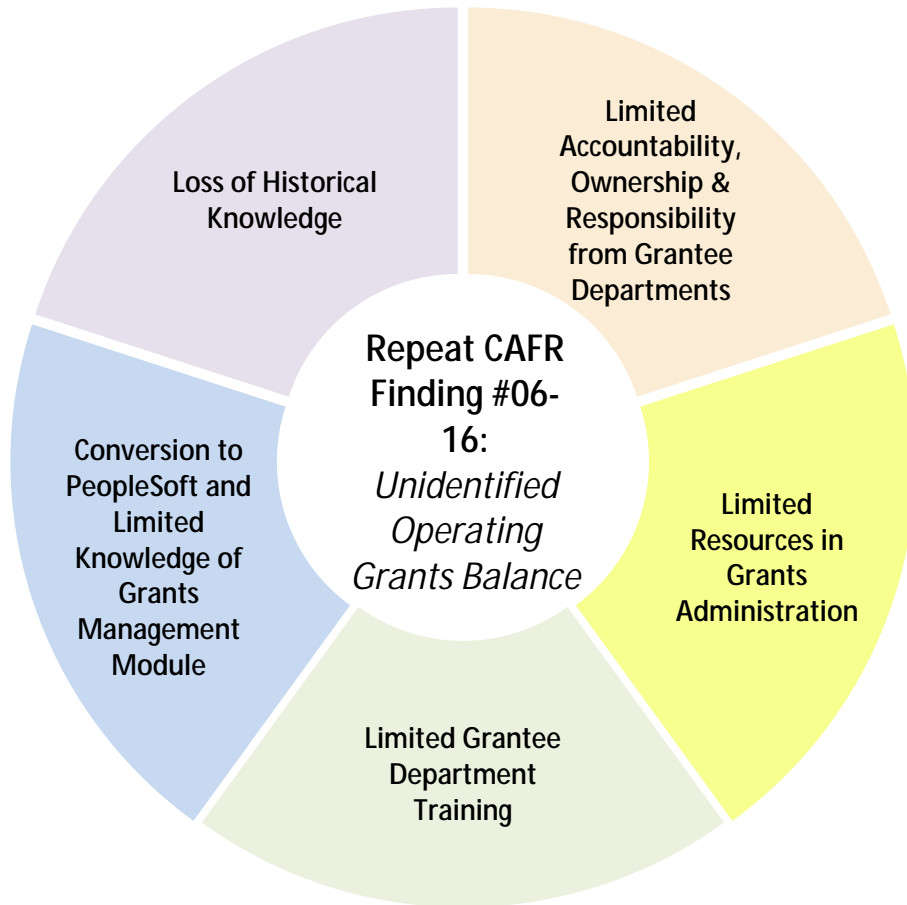 Loss of Historical
Knowledge
Limited
Accountability,
Ownership &
Responsibility
from Grantee
Departments
Repeat CAFR
Finding #06-
16:
Unidentified
Operating
Grants Balance
Conversion to
PeopleSoft and
Limited
Knowledge of
Grants
Management
Module
Limited
Resources in
Grants
Administration
Limited Grantee
Department
Training